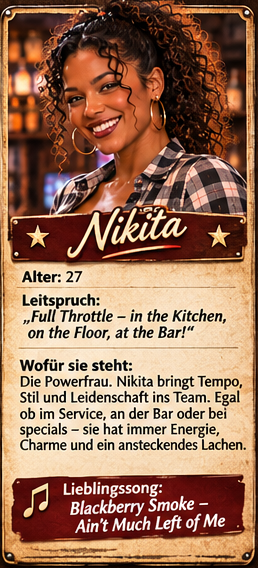 Nikita
Alter: 27
Leitspruch:
„Full Throttle – in the Kitchen,
on the Floor, at the Bar!“
Wofür sie steht:
Die Powerfrau. Nikita bringt Tempo,
Stil und Leidenschaft ins Team. Egal
ob im Service, an der Bar oder bei
specials – sie hat immer Energie,
Charme und ein ansteckendes Lachen.
Lieblingssong:
Blackberry Smoke –
Ain't Much Left of Me